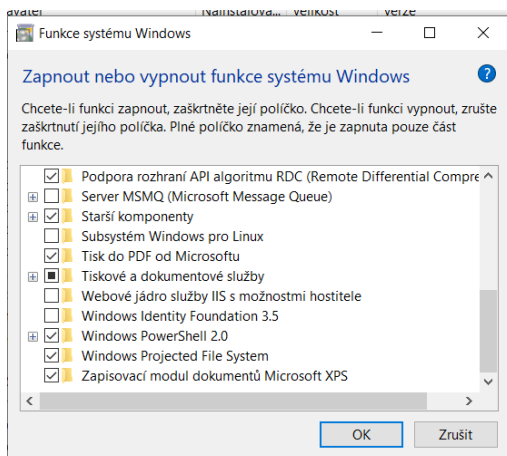 avatel Nainstalova... Velikost Verze
Funkce systému Windows
Zapnout nebo vypnout funkce systému Windows
?
Chcete-li funkci zapnout, zaškrtněte její políčko. Chcete-li funkci vypnout, zrušte
zaškrtnutí jejího políčka. Plné políčko znamená, že je zapnuta pouze část
funkce.
Podpora rozhraní API algoritmu RDC (Remote Differential Compre
Server MSMQ (Microsoft Message Queue)
Starší komponenty
Subsystém Windows pro Linux
Tisk do PDF od Microsoftu
Tiskové a dokumentové služby
Webové jádro služby IIS s možnostmi hostitele
Windows Identity Foundation 3.5
Windows PowerShell 2.0
Windows Projected File System
Zapisovací modul dokumentů Microsoft XPS
OK Zrušit